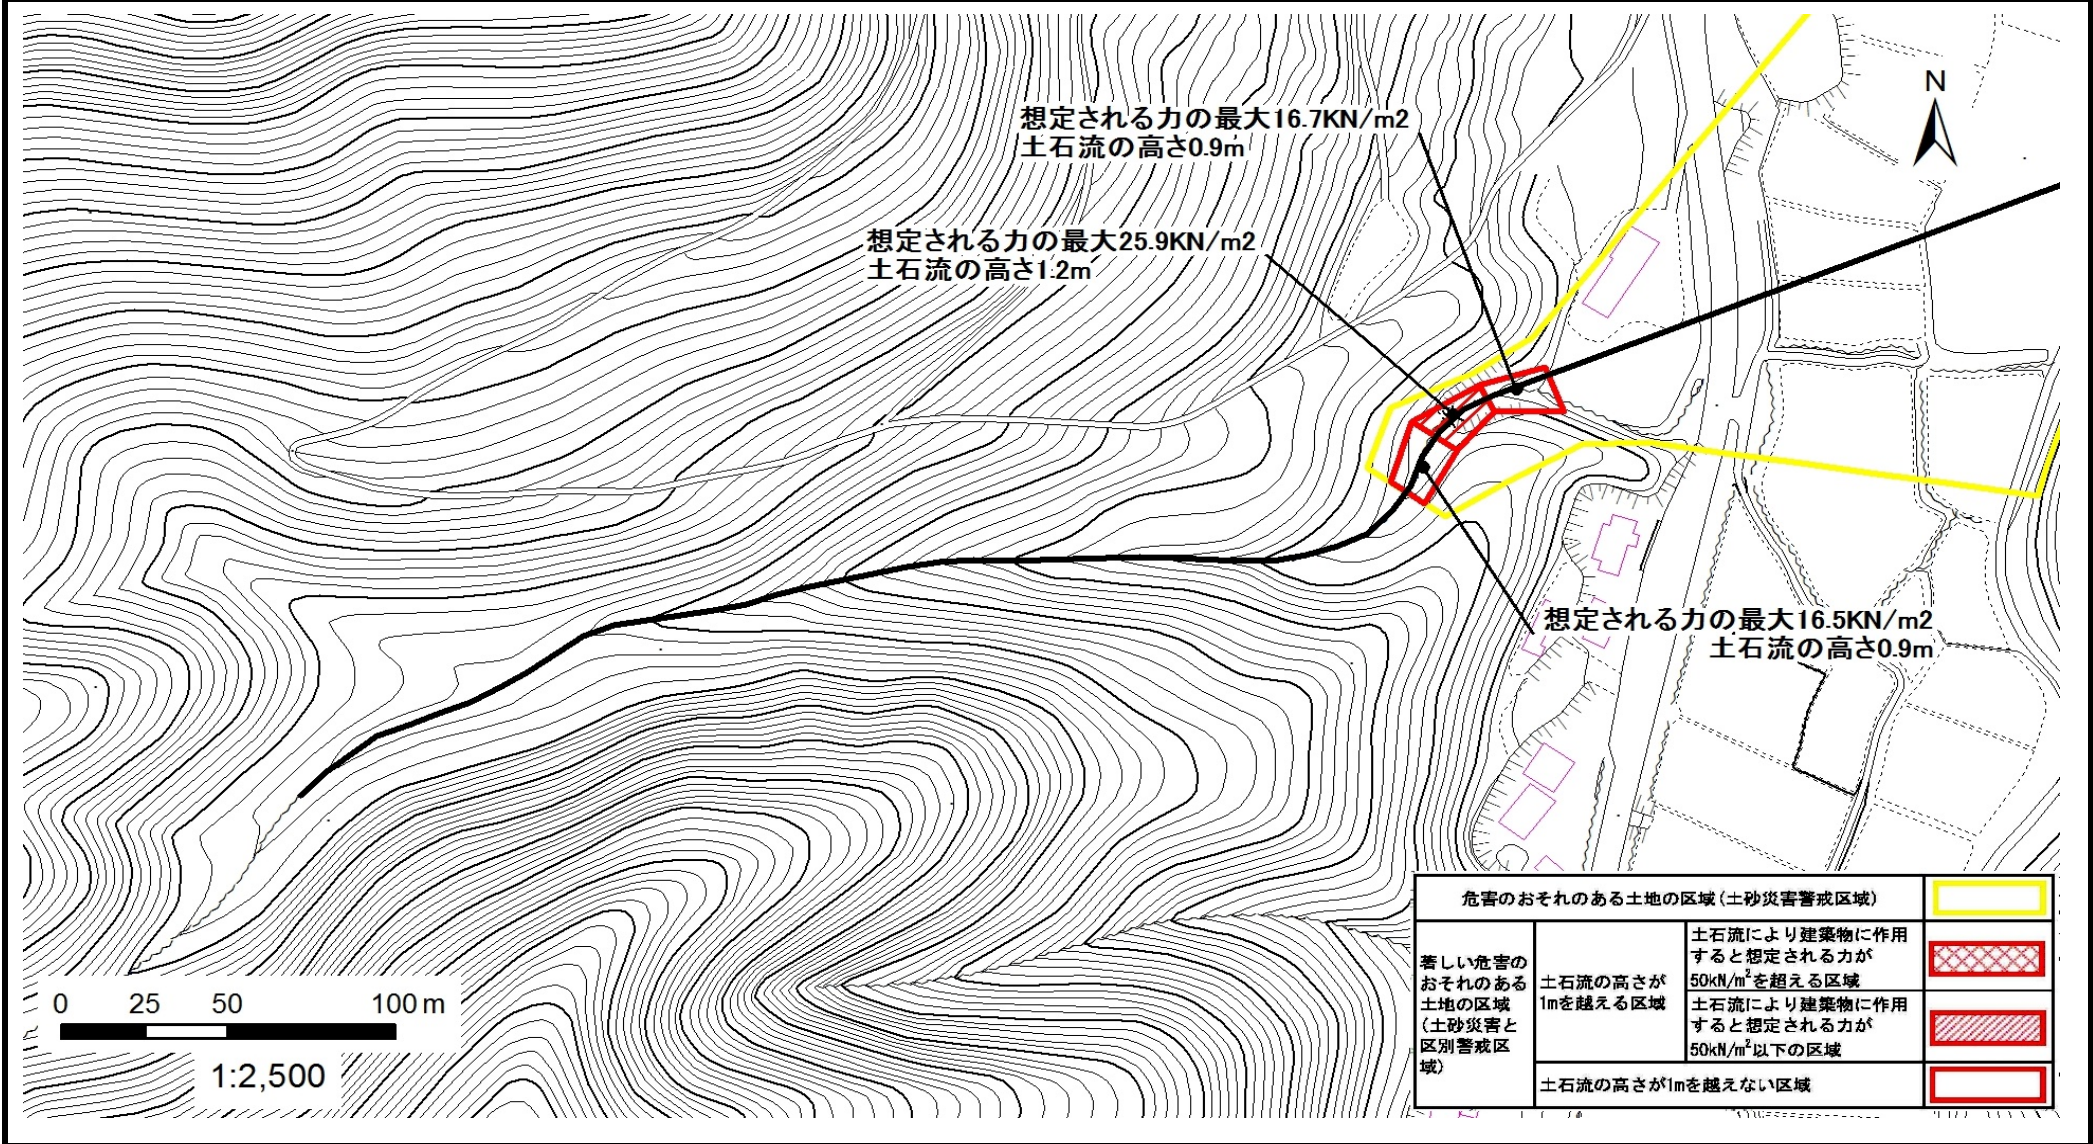 想定される力の最大16.7KN/m2
土石流の高さ0.9m
N
想定される力の最大25.9KN/m2
土石流の高さ1.2m
想定される力の最大16.5KN/m2
土石流の高さ0.9m
危害のおそれのある土地の区域(土砂災害警戒区域)
著しい危害の
おそれのある
土地の区域
(土砂災害と
区別警戒区
域)
土石流の高さが
1mを越える区域
土石流により建築物に作用
すると想定される力が
50kN/m²を超える区域
土石流により建築物に作用
すると想定される力が
50kN/m²以下の区域
土石流の高さが1mを越えない区域
0 25 50 100 m
1:2,500